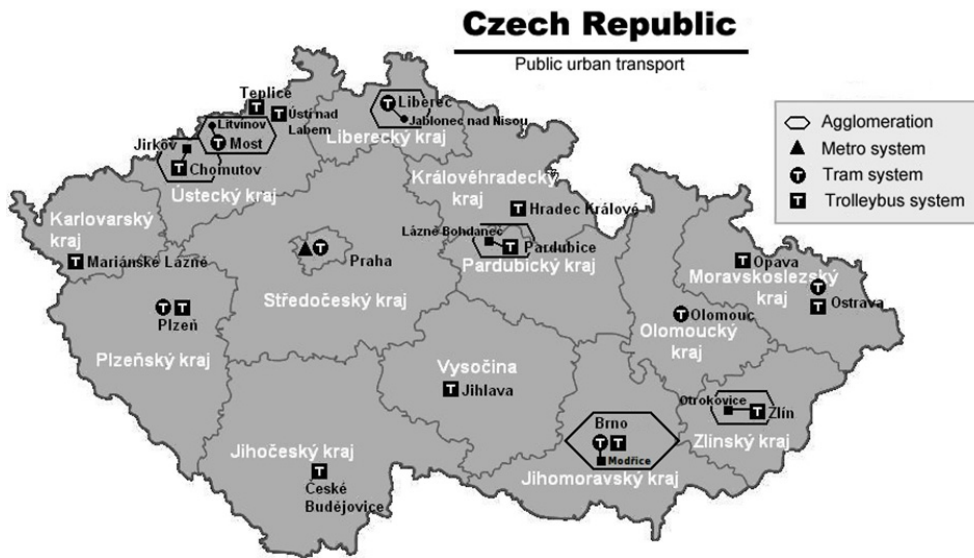 Czech Republic
Public urban transport
Agglomeration
Metro system
T Tram system
T Trolleybus system
Teplice
T
T Ústí nad
Labem
T Liberec
Jablonec nad Nisou
Liberecký kraj
Litvínov
T Most
Jirkov
T Chomutov
Ústecký kraj
Královéhradecký
kraj
T Hradec Králové
Karlovarský
kraj
T Mariánské Lázně
Lázne Bohdanec
T Pardubice
Pardubický kraj
T
Praha
Středočeský kraj
T Opava
Moravskoslezský
kraj
T
T Ostrava
T T
Plzeň
Plzeňský kraj
T Olomouc
Olomoucký
kraj
Vysočina
T Jihlava
Otrokovice
T Zlín
Zlínský kraj
Brno
T T
Modřice
Jihomoravský kraj
Jihočeský kraj
T
České
Budějovice